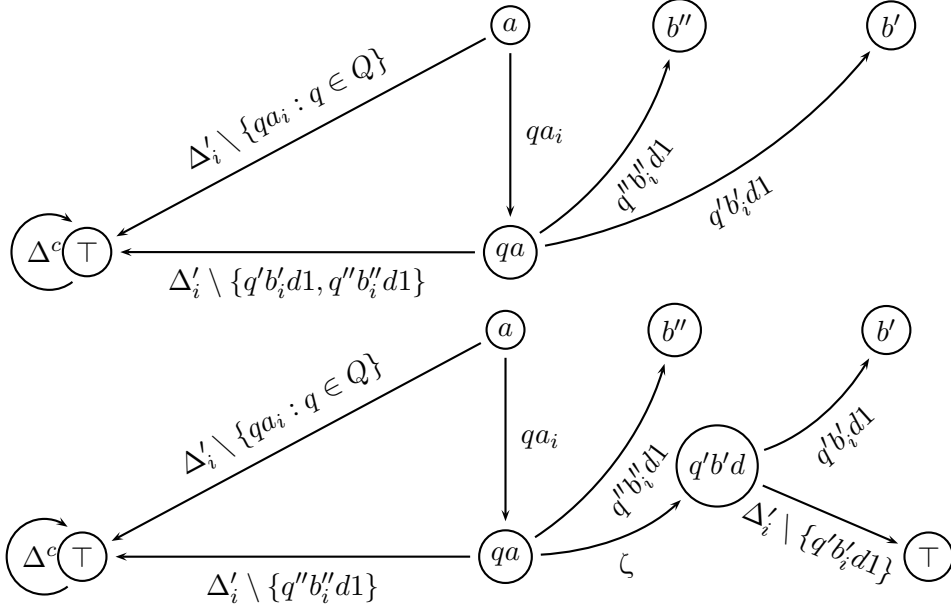 a
b''
b'
Δ'_i \ {qa_i : q ∈ Q}
qa_i
q''b''_i d1
q'b'_i d1
Δ^c
⊤
qa
Δ'_i \ {q'b'_i d1, q''b''_i d1}
a
b''
b'
Δ'_i \ {qa_i : q ∈ Q}
qa_i
q''b''_i d1
q'b'd
q'b'_i d1
Δ'_i \ {q'b'_i d1}
Δ^c
⊤
qa
ζ
⊤
Δ'_i \ {q''b''_i d1}